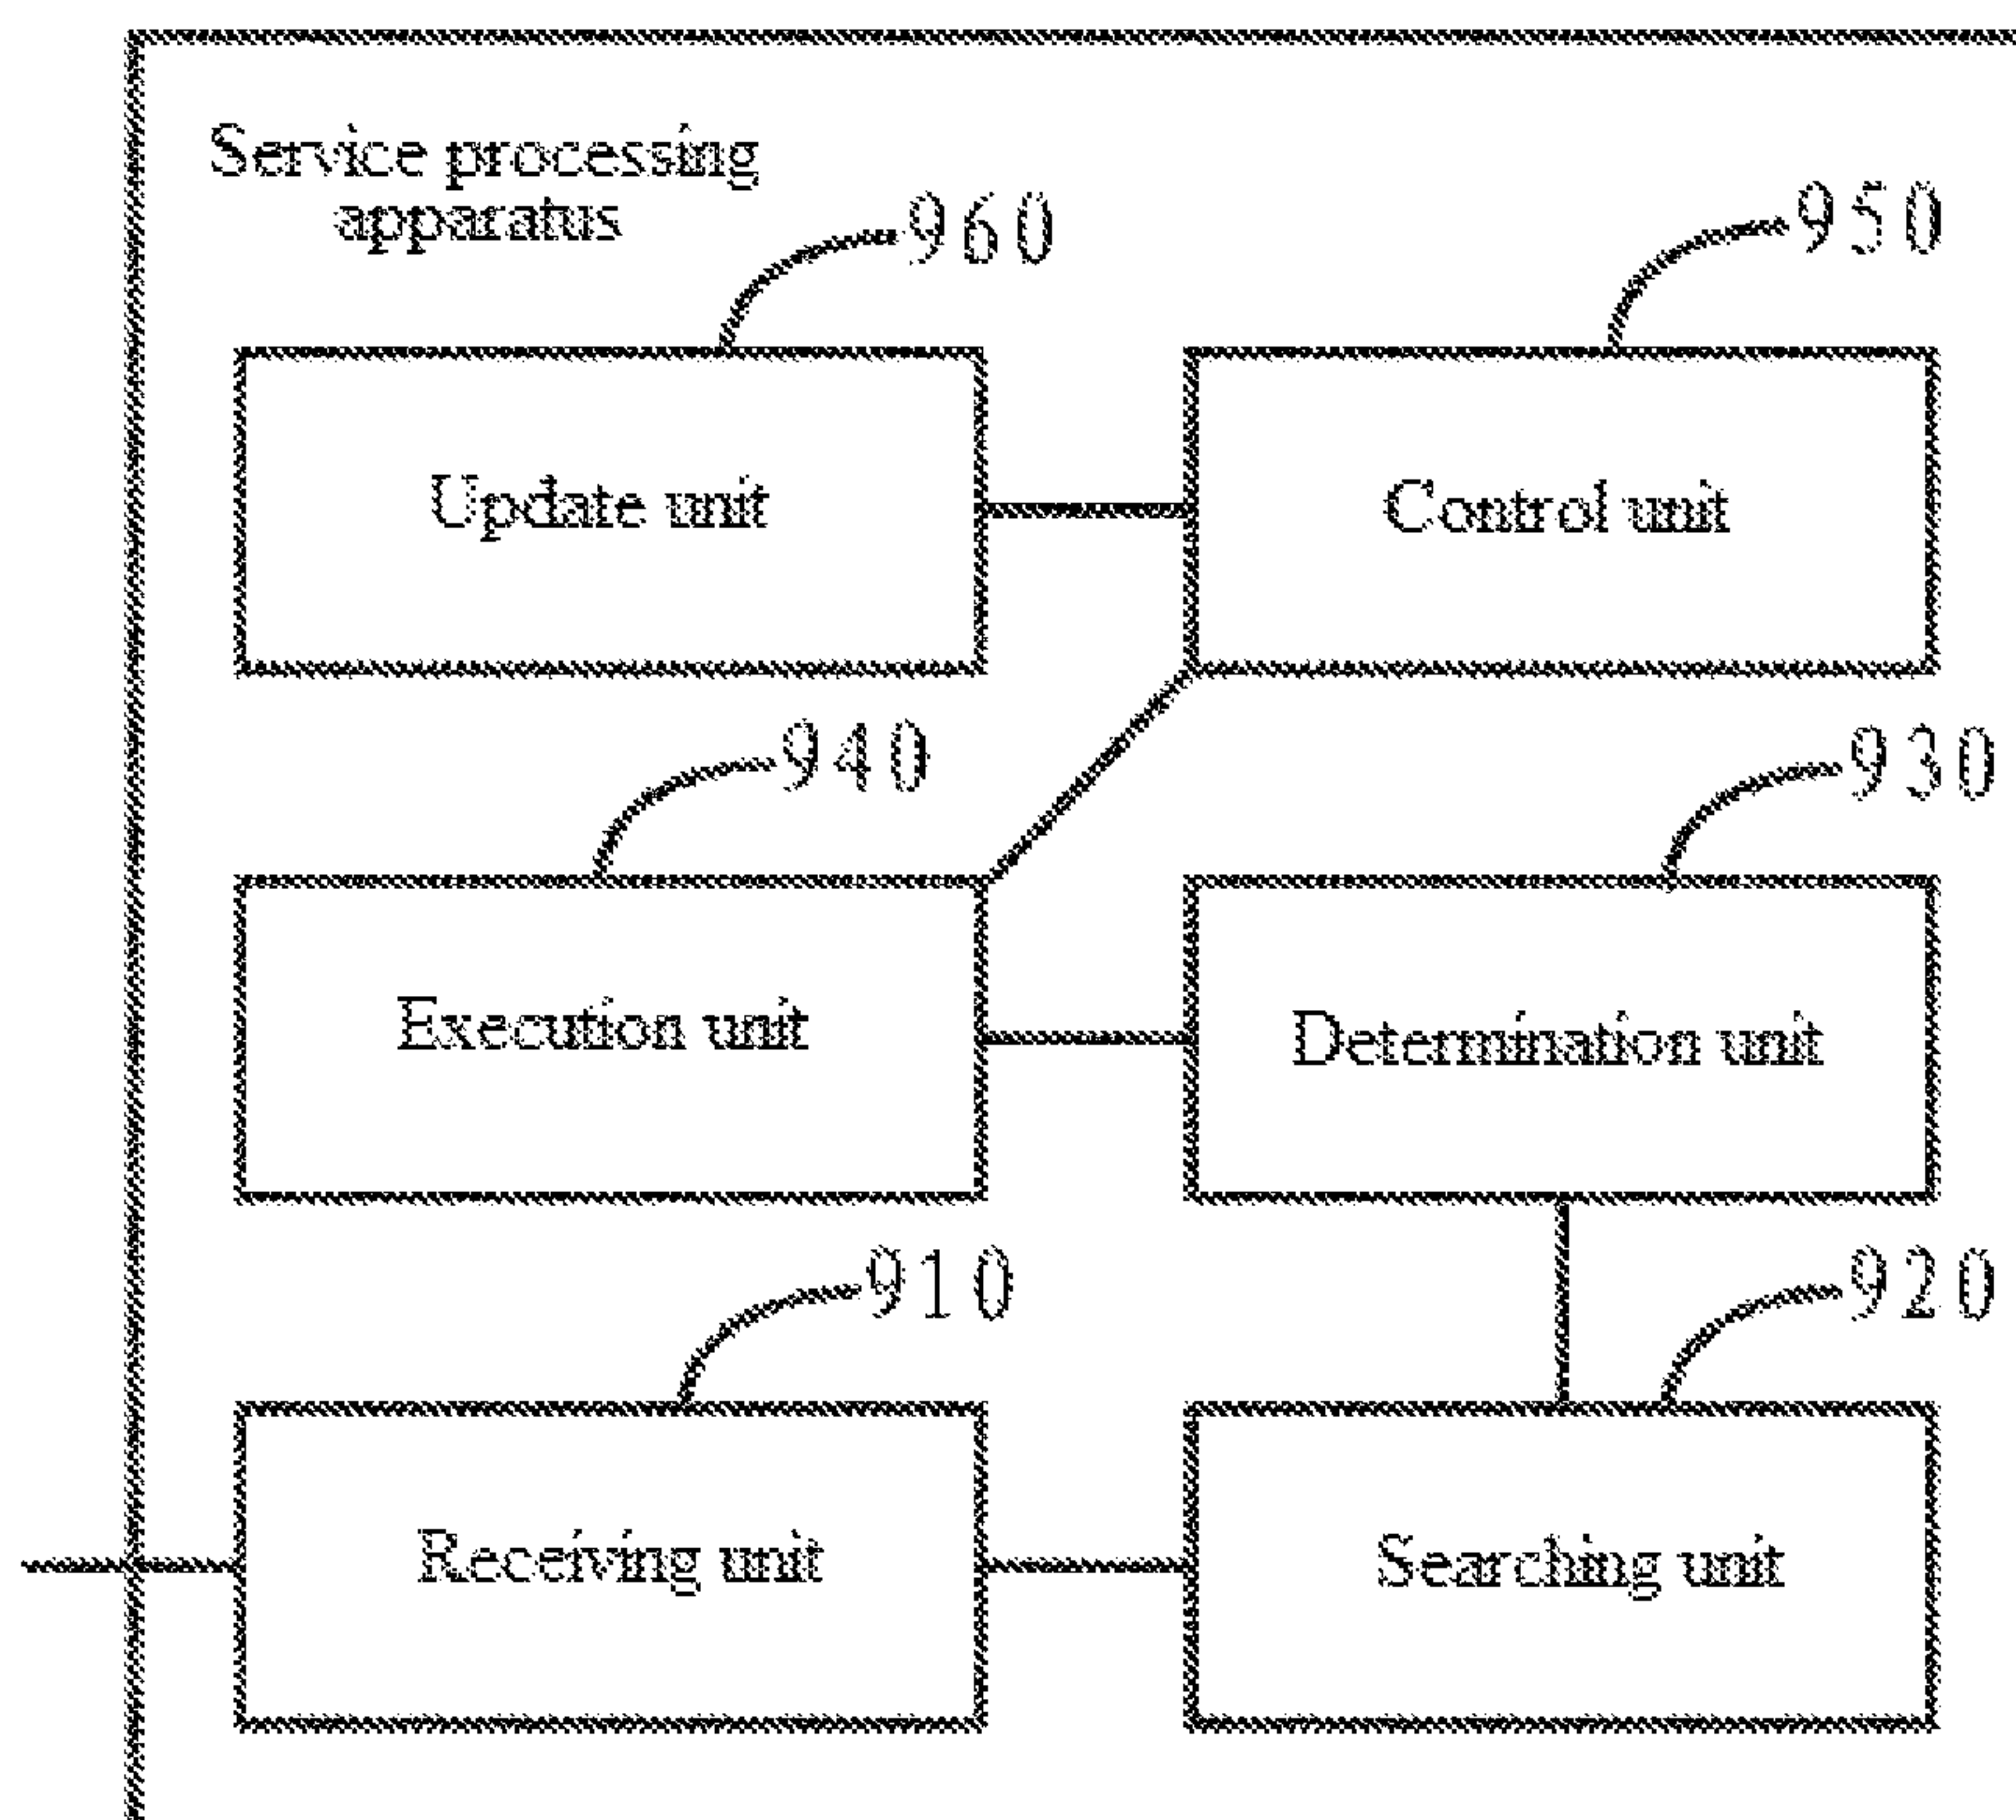 Service processing
apparatus
960
950
Update unit
Control unit
940
930
Execution unit
Determination unit
910
920
Receiving unit
Searching unit